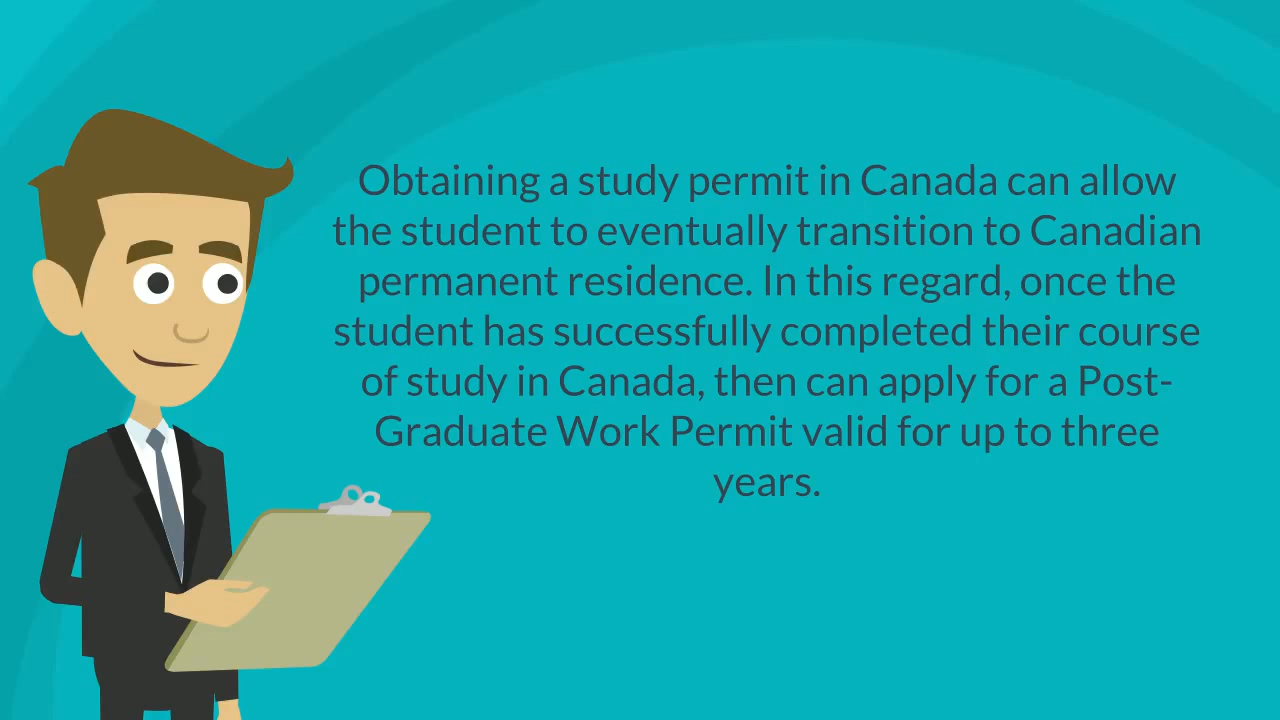 Obtaining a study permit in Canada can allow
the student to eventually transition to Canadian
permanent residence. In this regard, once the
student has successfully completed their course
of study in Canada, then can apply for a Post-
Graduate Work Permit valid for up to three
years.